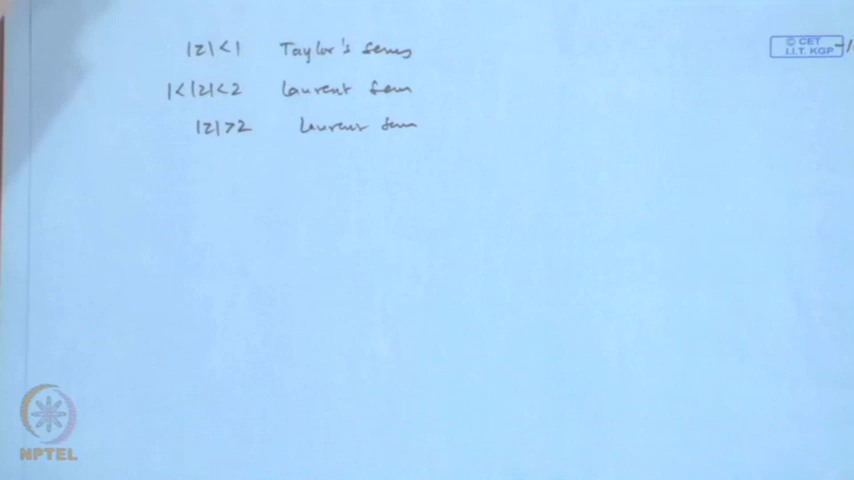 |z|<1 Taylor's series
1<|z|<2 Laurent series
|z|>2 Laurent series
© CET
I.I.T. KGP
NPTEL